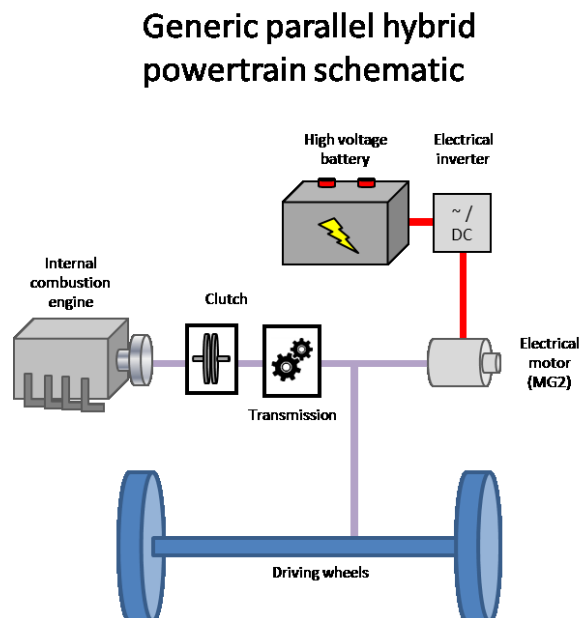 Generic parallel hybrid
powertrain schematic
High voltage
battery
Electrical
inverter
~ /
DC
Internal
combustion
engine
Clutch
Transmission
Electrical
motor
(MG2)
Driving wheels